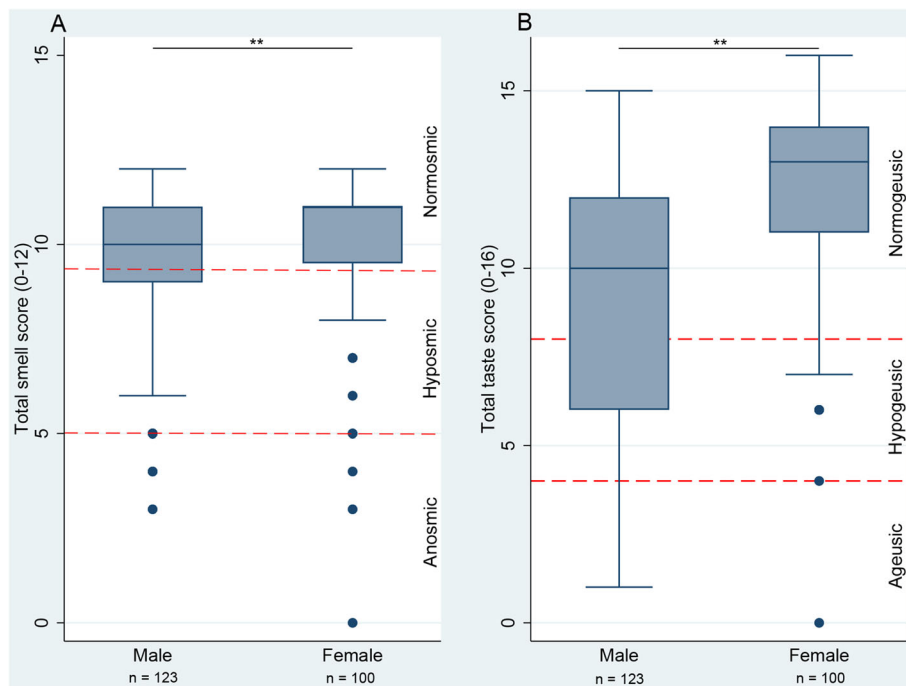 A
**
Total smell score (0-12)
15
10
5
0
Normosmic
Hyposmic
Anosmic
Male
Female
n = 123
n = 100
B
**
Total taste score (0-16)
15
10
5
0
Normogeusic
Hypogeusic
Ageusic
Male
Female
n = 123
n = 100